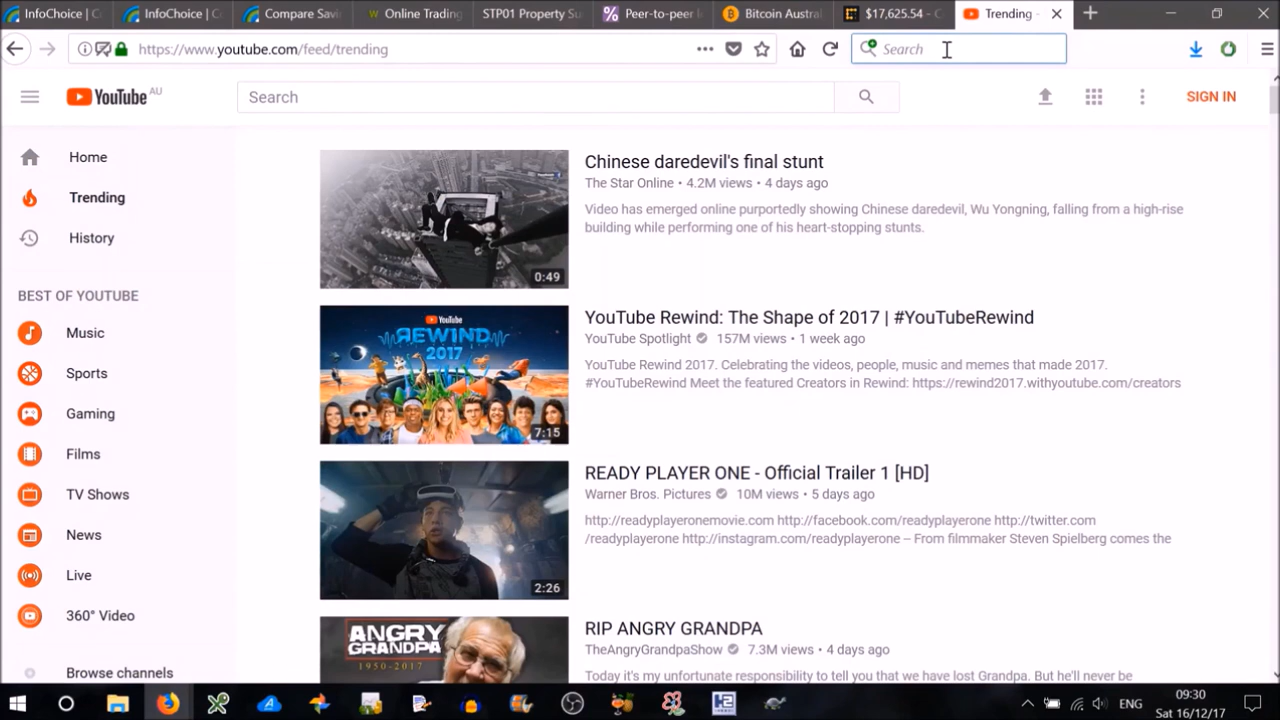 InfoChoice | C
InfoChoice | C
Compare Savi
Online Trading
STP01 Property Su
Peer-to-peer l
Bitcoin Austral
$17,625.54 - C
Trending -
https://www.youtube.com/feed/trending
Search
YouTube AU
Search
SIGN IN
Home
Trending
History
BEST OF YOUTUBE
Music
Sports
Gaming
Films
TV Shows
News
Live
360° Video
Browse channels
0:49
Chinese daredevil's final stunt
The Star Online • 4.2M views • 4 days ago
Video has emerged online purportedly showing Chinese daredevil, Wu Yongning, falling from a high-rise
building while performing one of his heart-stopping stunts.
YouTube
REWIND
2017
7:15
YouTube Rewind: The Shape of 2017 | #YouTubeRewind
YouTube Spotlight 157M views • 1 week ago
YouTube Rewind 2017. Celebrating the videos, people, music and memes that made 2017.
#YouTubeRewind Meet the featured Creators in Rewind: https://rewind2017.withyoutube.com/creators
2:26
READY PLAYER ONE - Official Trailer 1 [HD]
Warner Bros. Pictures 10M views • 5 days ago
http://readyplayeronemovie.com http://facebook.com/readyplayerone http://twitter.com
/readyplayerone http://instagram.com/readyplayerone – From filmmaker Steven Spielberg comes the
ANGRY
GRANDPA
1950-2017
RIP ANGRY GRANDPA
TheAngryGrandpaShow 7.3M views • 4 days ago
Today it's my unfortunate responsibility to tell you that we have lost Grandpa. But he'll never be
ENG
09:30
Sat 16/12/17